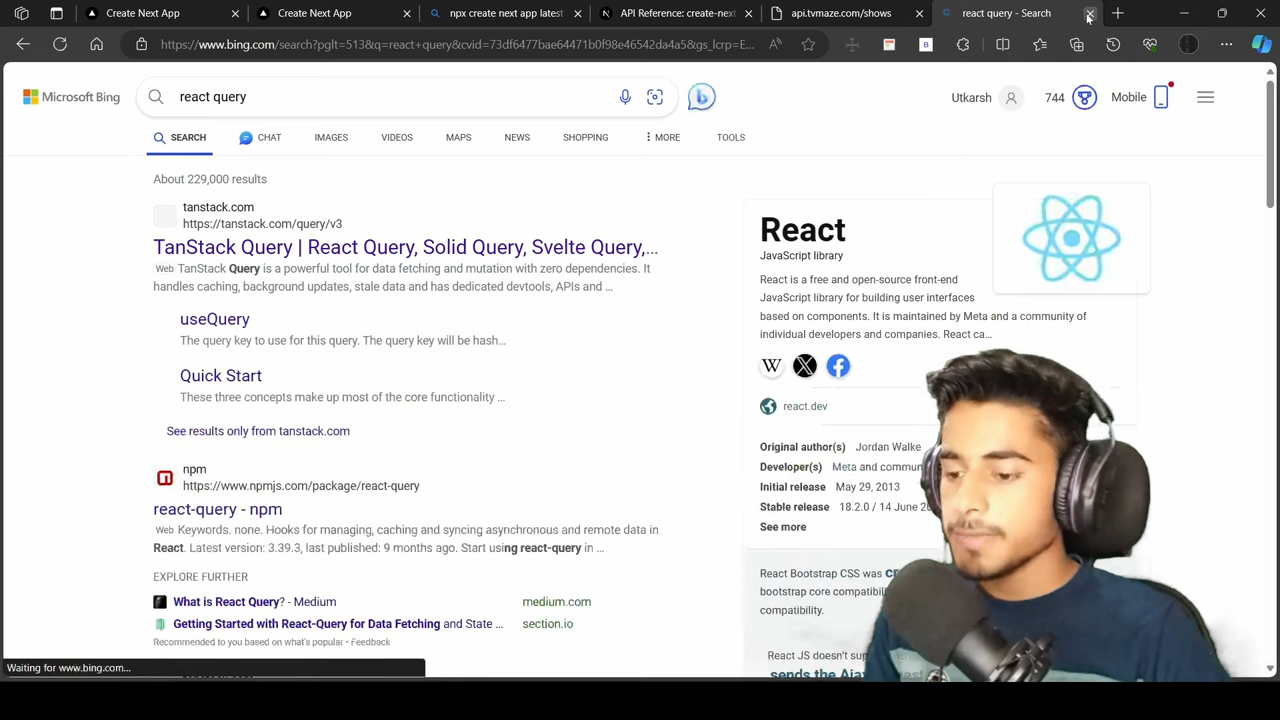 Create Next App
Create Next App
npx create next app latest
API Reference: create-next
api.tvmaze.com/shows
react query - Search
https://www.bing.com/search?pglt=513&q=react+query&cvid=73df6477bae64471b0f98e46542da4a5&gs_lcrp=E...
Microsoft Bing
react query
Utkarsh
744
Mobile
SEARCH
CHAT
IMAGES
VIDEOS
MAPS
NEWS
SHOPPING
MORE
TOOLS
About 229,000 results
tanstack.com
https://tanstack.com/query/v3
TanStack Query | React Query, Solid Query, Svelte Query,...
Web TanStack Query is a powerful tool for data fetching and mutation with zero dependencies. It
handles caching, background updates, stale data and has dedicated devtools, APIs and ...
useQuery
The query key to use for this query. The query key will be hash...
Quick Start
These three concepts make up most of the core functionality ...
See results only from tanstack.com
npm
https://www.npmjs.com/package/react-query
react-query - npm
Web Keywords. none. Hooks for managing, caching and syncing asynchronous and remote data in
React. Latest version: 3.39.3, last published: 9 months ago. Start using react-query in ...
EXPLORE FURTHER
What is React Query? - Medium
medium.com
Getting Started with React-Query for Data Fetching and State ...
section.io
Recommended to you based on what's popular • Feedback
React
JavaScript library
React is a free and open-source front-end
JavaScript library for building user interfaces
based on components. It is maintained by Meta and a community of
individual developers and companies. React ca...
W
react.dev
Original author(s) Jordan Walke
Developer(s) Meta and commun
Initial release May 29, 2013
Stable release 18.2.0 / 14 June 20
See more
React Bootstrap CSS was
bootstrap core compatibil
compatibility.
React JS doesn't sup
sends the Aja
Waiting for www.bing.com...